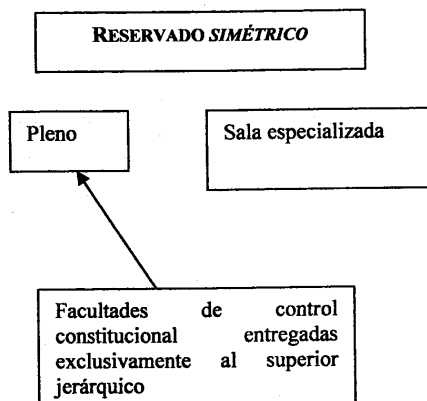 RESERVADO SIMÉTRICO
Pleno
Sala especializada
Facultades de control
constitucional entregadas
exclusivamente al superior
jerárquico